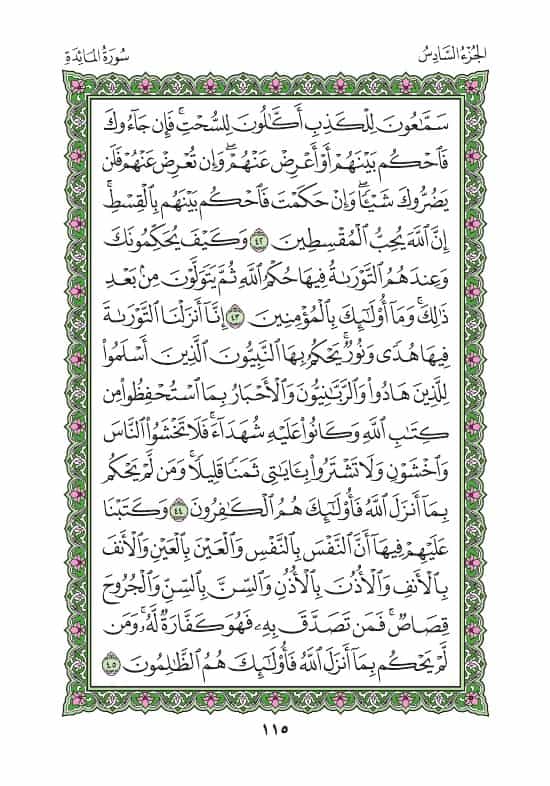 الجُزْءُ السَّادِسُ
سُورَةُ المَائِدَةِ
سَمَّٰعُونَ لِلْكَذِبِ أَكَّٰلُونَ لِلسُّحْتِ ۚ فَإِن جَآءُوكَ
فَٱحْكُم بَيْنَهُمْ أَوْ أَعْرِضْ عَنْهُمْ ۖ وَإِن تُعْرِضْ عَنْهُمْ فَلَن
يَضُرُّوكَ شَيْـًٔا ۖ وَإِنْ حَكَمْتَ فَٱحْكُم بَيْنَهُم بِٱلْقِسْطِ ۚ
إِنَّ ٱللَّهَ يُحِبُّ ٱلْمُقْسِطِينَ ٤٢ وَكَيْفَ يُحَكِّمُونَكَ
وَعِندَهُمُ ٱلتَّوْرَىٰةُ فِيهَا حُكْمُ ٱللَّهِ ثُمَّ يَتَوَلَّوْنَ مِنۢ بَعْدِ
ذَٰلِكَ ۚ وَمَآ أُو۟لَٰٓئِكَ بِٱلْمُؤْمِنِينَ ٤٣ إِنَّآ أَنزَلْنَا ٱلتَّوْرَىٰةَ
فِيهَا هُدًى وَنُورٌ ۚ يَحْكُمُ بِهَا ٱلنَّبِيُّونَ ٱلَّذِينَ أَسْلَمُوا۟
لِلَّذِينَ هَادُوا۟ وَٱلرَّبَّٰنِيُّونَ وَٱلْأَحْبَارُ بِمَا ٱسْتُحْفِظُوا۟ مِن
كِتَٰبِ ٱللَّهِ وَكَانُوا۟ عَلَيْهِ شُهَدَآءَ ۚ فَلَا تَخْشَوُا۟ ٱلنَّاسَ
وَٱخْشَوْنِ وَلَا تَشْتَرُوا۟ بِـَٔايَٰتِى ثَمَنًا قَلِيلًا ۚ وَمَن لَّمْ يَحْكُم
بِمَآ أَنزَلَ ٱللَّهُ فَأُو۟لَٰٓئِكَ هُمُ ٱلْكَٰفِرُونَ ٤٤ وَكَتَبْنَا
عَلَيْهِمْ فِيهَآ أَنَّ ٱلنَّفْسَ بِٱلنَّفْسِ وَٱلْعَيْنَ بِٱلْعَيْنِ وَٱلْأَنفَ
بِٱلْأَنفِ وَٱلْأُذُنَ بِٱلْأُذُنِ وَٱلسِّنَّ بِٱلسِّنِّ وَٱلْجُرُوحَ
قِصَاصٌ ۚ فَمَن تَصَدَّقَ بِهِۦ فَهُوَ كَفَّارَةٌ لَّهُۥ ۚ وَمَن
لَّمْ يَحْكُم بِمَآ أَنزَلَ ٱللَّهُ فَأُو۟لَٰٓئِكَ هُمُ ٱلظَّٰلِمُونَ ٤٥
١١٥